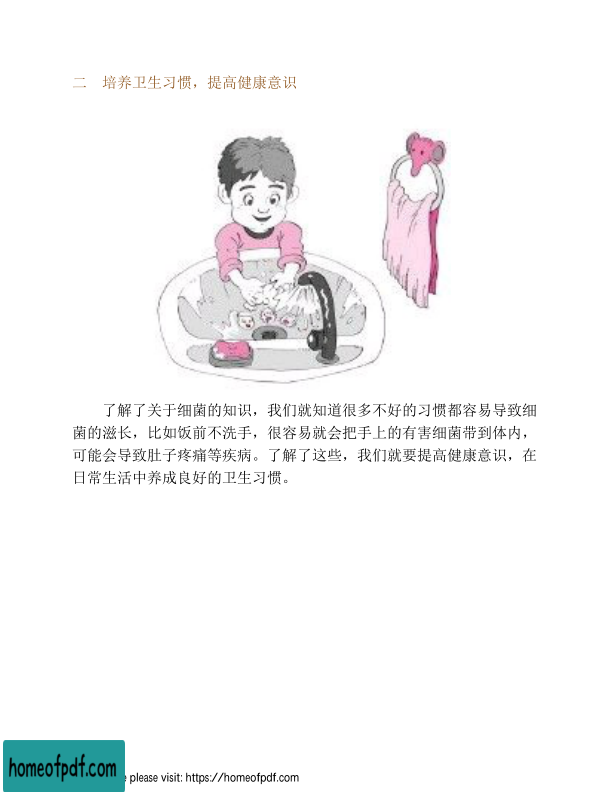 二 培养卫生习惯，提高健康意识
了解了关于细菌的知识，我们就知道很多不好的习惯都容易导致细
菌的滋长，比如饭前不洗手，很容易就会把手上的有害细菌带到体内，
可能会导致肚子疼痛等疾病。了解了这些，我们就要提高健康意识，在
日常生活中养成良好的卫生习惯。
homeofpdf.com
e please visit: https://homeofpdf.com